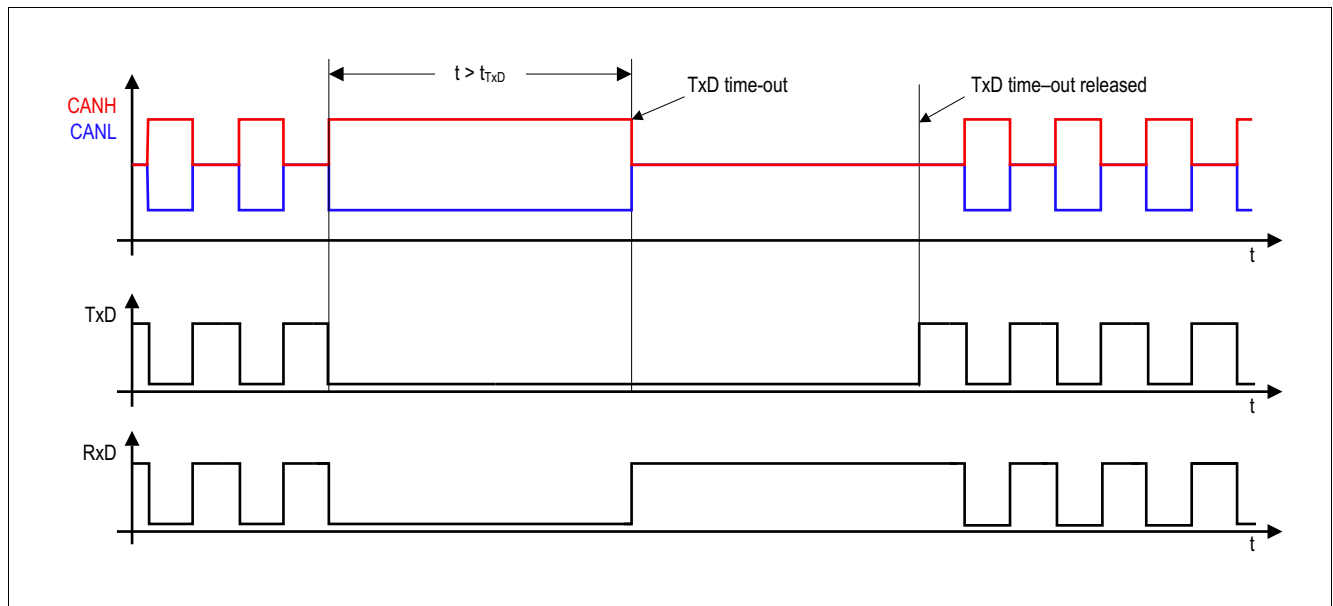 t > tTxD
TxD time-out
TxD time–out released
CANH
CANL
t
TxD
t
RxD
t